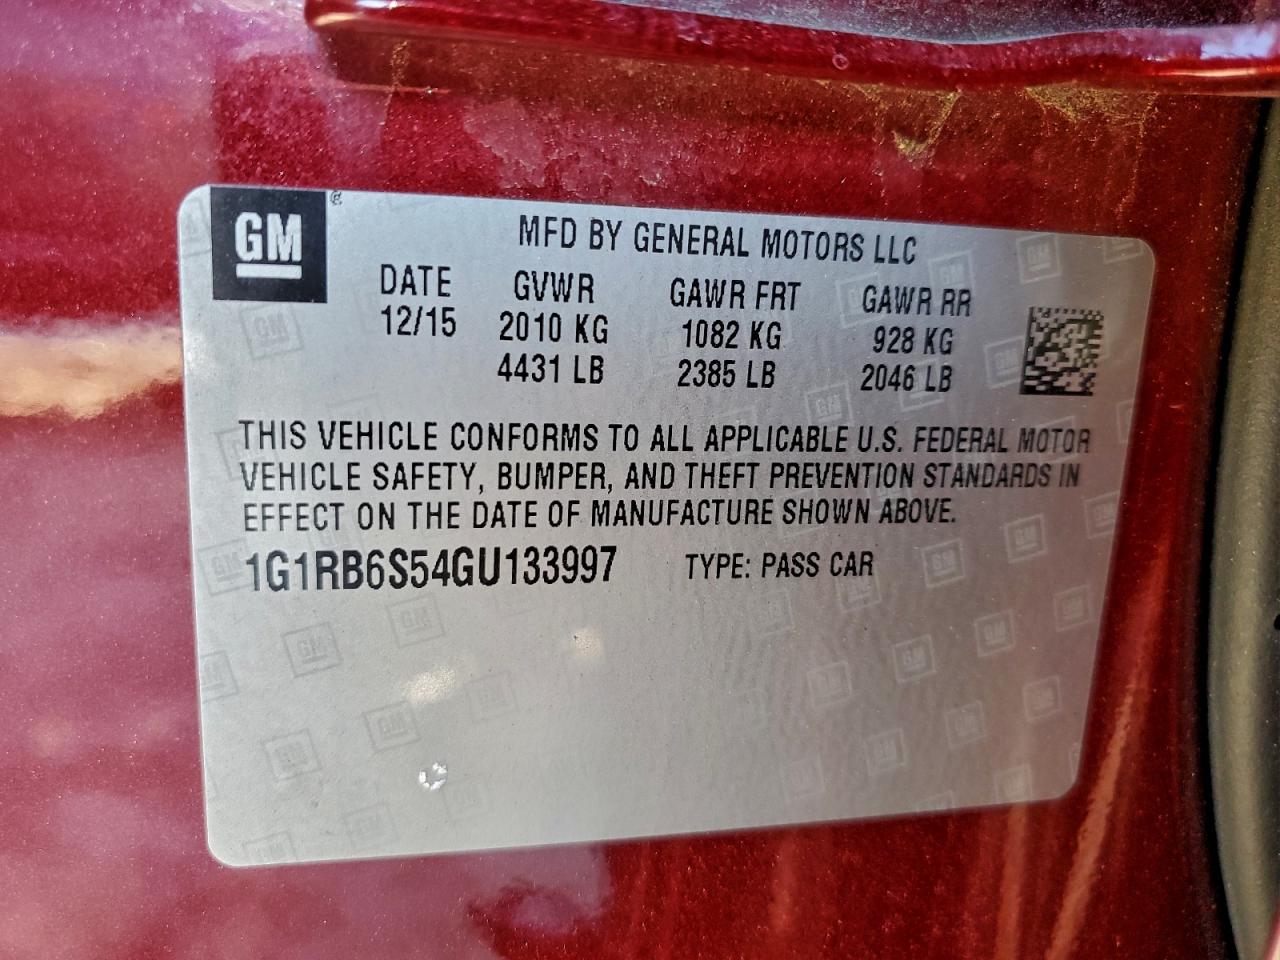 GM
MFD BY GENERAL MOTORS LLC
DATE GVWR GAWR FRT GAWR RR
12/15 2010 KG 1082 KG 928 KG
4431 LB 2385 LB 2046 LB
THIS VEHICLE CONFORMS TO ALL APPLICABLE U.S. FEDERAL MOTOR
VEHICLE SAFETY, BUMPER, AND THEFT PREVENTION STANDARDS IN
EFFECT ON THE DATE OF MANUFACTURE SHOWN ABOVE.
1G1RB6S54GU133997 TYPE: PASS CAR